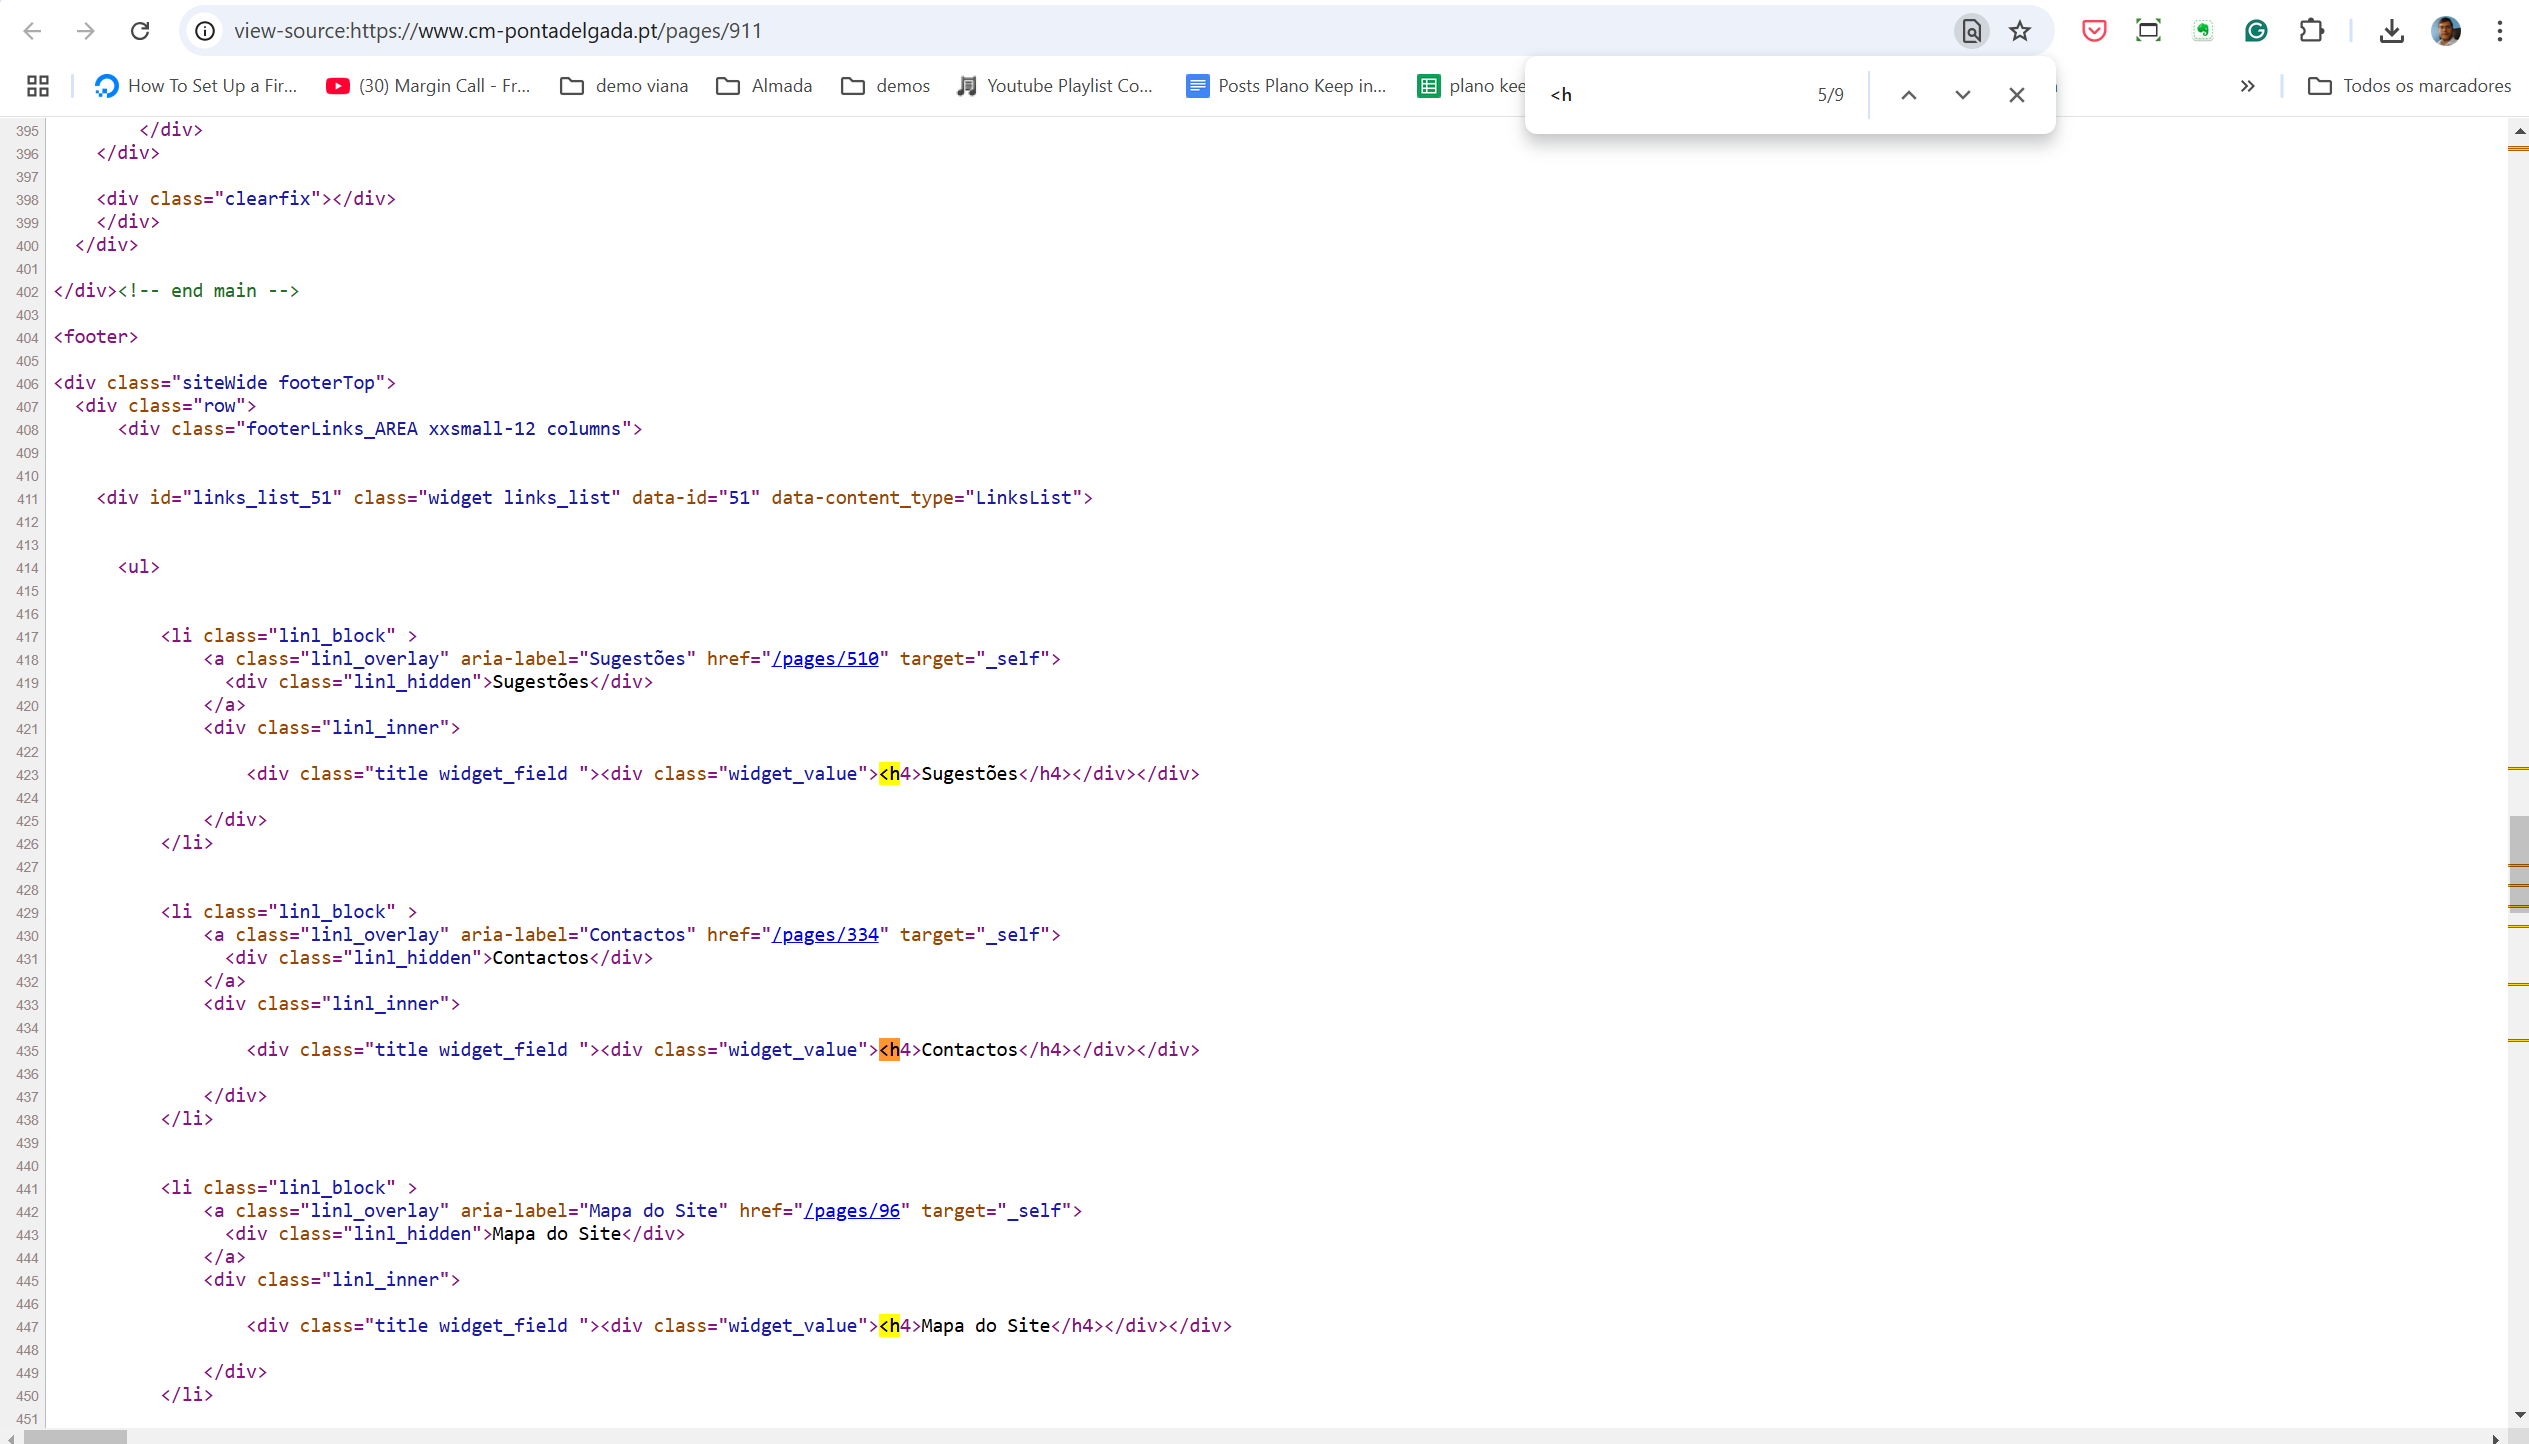 view-source:https://www.cm-pontadelgada.pt/pages/911
How To Set Up a Fir... (30) Margin Call - Fr... demo viana Almada demos Youtube Playlist Co... Posts Plano Keep in... plano kee Todos os marcadores
<h 5/9
395 </div>
396 </div>
397
398 <div class="clearfix"></div>
399 </div>
400 </div>
401
402 </div><!-- end main -->
403
404 <footer>
405
406 <div class="siteWide footerTop">
407 <div class="row">
408 <div class="footerLinks_AREA xxsmall-12 columns">
409
410
411 <div id="links_list_51" class="widget links_list" data-id="51" data-content_type="LinksList">
412
413
414 <ul>
415
416
417 <li class="linl_block" >
418 <a class="linl_overlay" aria-label="Sugestões" href="/pages/510" target="_self">
419 <div class="linl_hidden">Sugestões</div>
420 </a>
421 <div class="linl_inner">
422
423 <div class="title widget_field "><div class="widget_value"><h4>Sugestões</h4></div></div>
424
425 </div>
426 </li>
427
428
429 <li class="linl_block" >
430 <a class="linl_overlay" aria-label="Contactos" href="/pages/334" target="_self">
431 <div class="linl_hidden">Contactos</div>
432 </a>
433 <div class="linl_inner">
434
435 <div class="title widget_field "><div class="widget_value"><h4>Contactos</h4></div></div>
436
437 </div>
438 </li>
439
440
441 <li class="linl_block" >
442 <a class="linl_overlay" aria-label="Mapa do Site" href="/pages/96" target="_self">
443 <div class="linl_hidden">Mapa do Site</div>
444 </a>
445 <div class="linl_inner">
446
447 <div class="title widget_field "><div class="widget_value"><h4>Mapa do Site</h4></div></div>
448
449 </div>
450 </li>
451